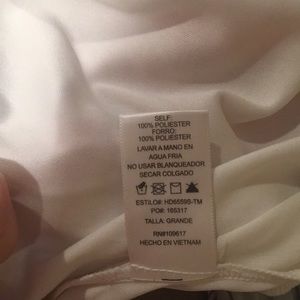 SELF:
100% POLIESTER
FORRO:
100% POLIESTER
LAVAR A MANO EN
AGUA FRIA
NO USAR BLANQUEADOR
SECAR COLGADO
ESTILO#: HD6559S-TM
PO#: 165317
TALLA: GRANDE
RN#109617
HECHO EN VIETNAM